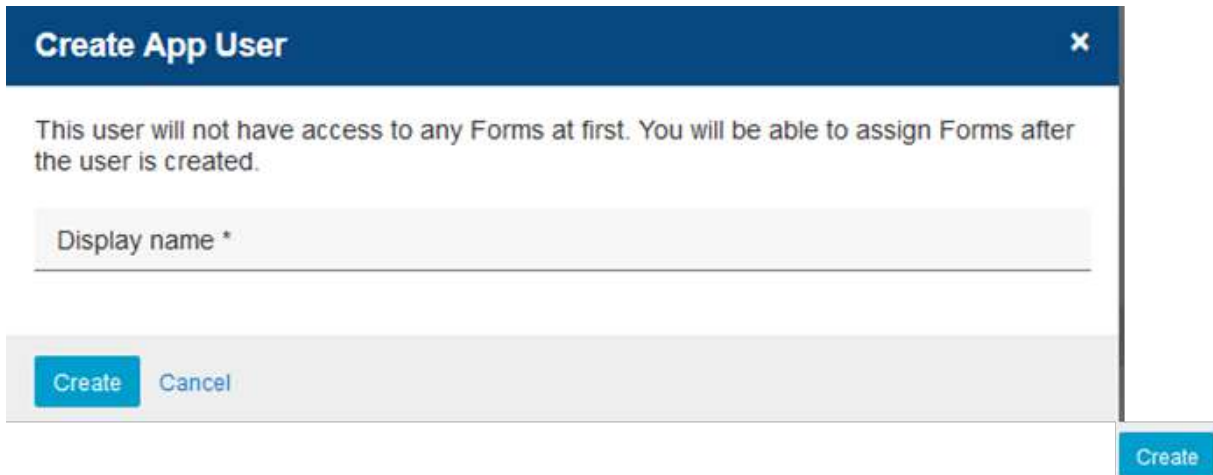 Create App User ×
This user will not have access to any Forms at first. You will be able to assign Forms after
the user is created.
Display name *
Create Cancel
Create